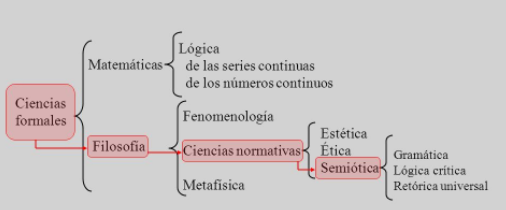 Ciencias
formales
Matemáticas
Lógica
de las series continuas
de los números continuos
Filosofia
Fenomenología
Ciencias normativas
Metafísica
Estética
Ética
Semiótica
Gramática
Lógica crítica
Retórica universal